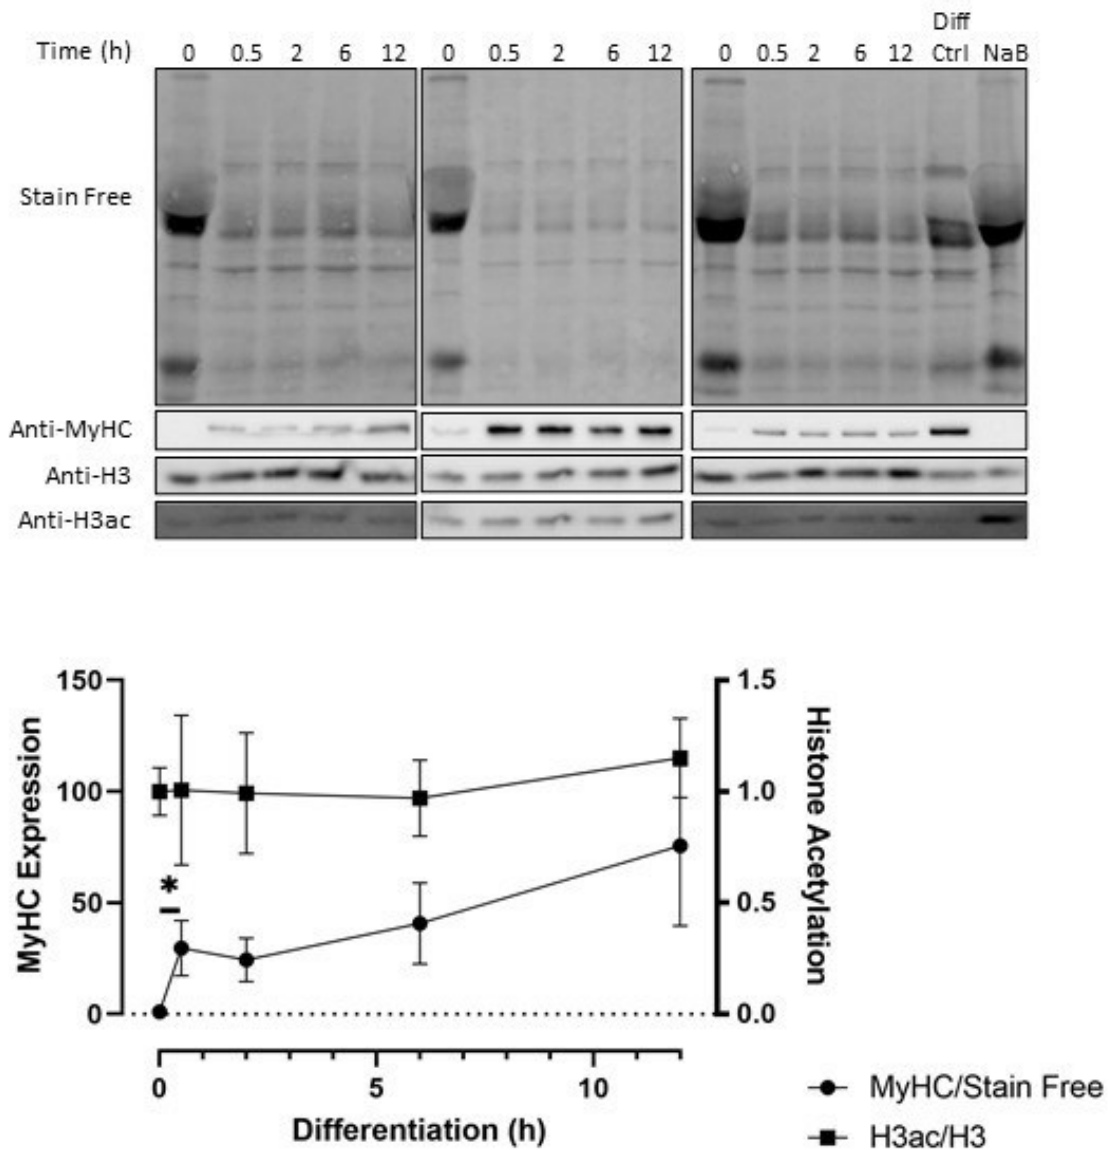 Diff
Time (h) 0 0.5 2 6 12 0 0.5 2 6 12 0 0.5 2 6 12 Ctrl NaB
Stain Free
Anti-MyHC
Anti-H3
Anti-H3ac
150 1.5
100 1.0
50 0.5
0 0.0
*
MyHC Expression
Histone Acetylation
0 5 10
Differentiation (h)
MyHC/Stain Free
H3ac/H3